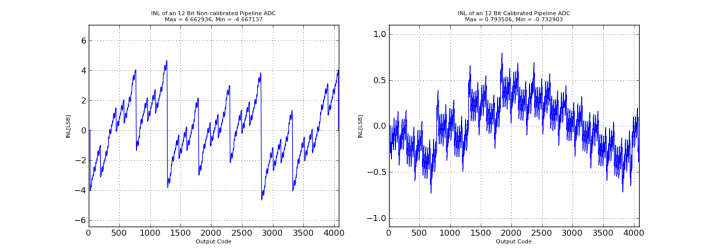 INL of an 12 Bit Non-calibrated Pipeline ADC
Max = 4.662936, Min = -4.667137
INL[LSB]
6
4
2
0
−2
−4
−6
0 500 1000 1500 2000 2500 3000 3500 4000
Output Code
INL of an 12 Bit Calibrated Pipeline ADC
Max = 0.793506, Min = -0.732903
INL[LSB]
1.0
0.5
0.0
−0.5
−1.0
0 500 1000 1500 2000 2500 3000 3500 4000
Output Code